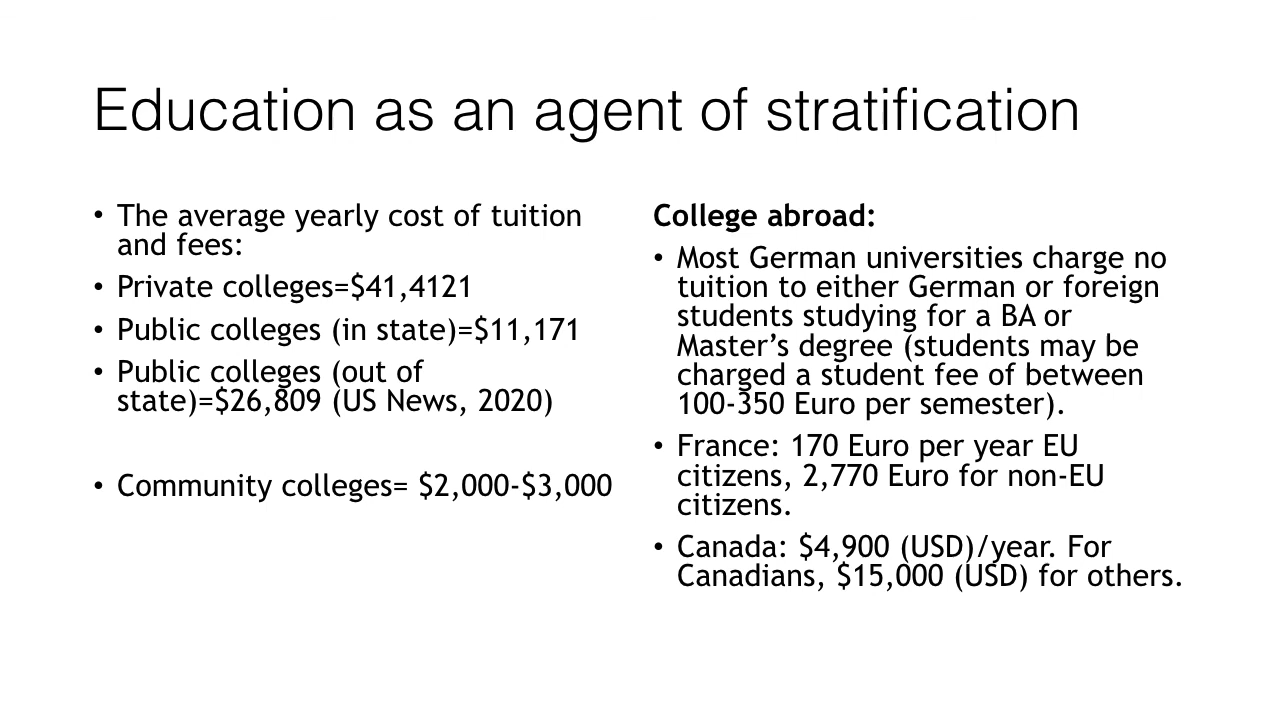 Education as an agent of stratification
• The average yearly cost of tuition
and fees:
• Private colleges=$41,4121
• Public colleges (in state)=$11,171
• Public colleges (out of
state)=$26,809 (US News, 2020)
• Community colleges= $2,000-$3,000
College abroad:
• Most German universities charge no
tuition to either German or foreign
students studying for a BA or
Master’s degree (students may be
charged a student fee of between
100-350 Euro per semester).
• France: 170 Euro per year EU
citizens, 2,770 Euro for non-EU
citizens.
• Canada: $4,900 (USD)/year. For
Canadians, $15,000 (USD) for others.